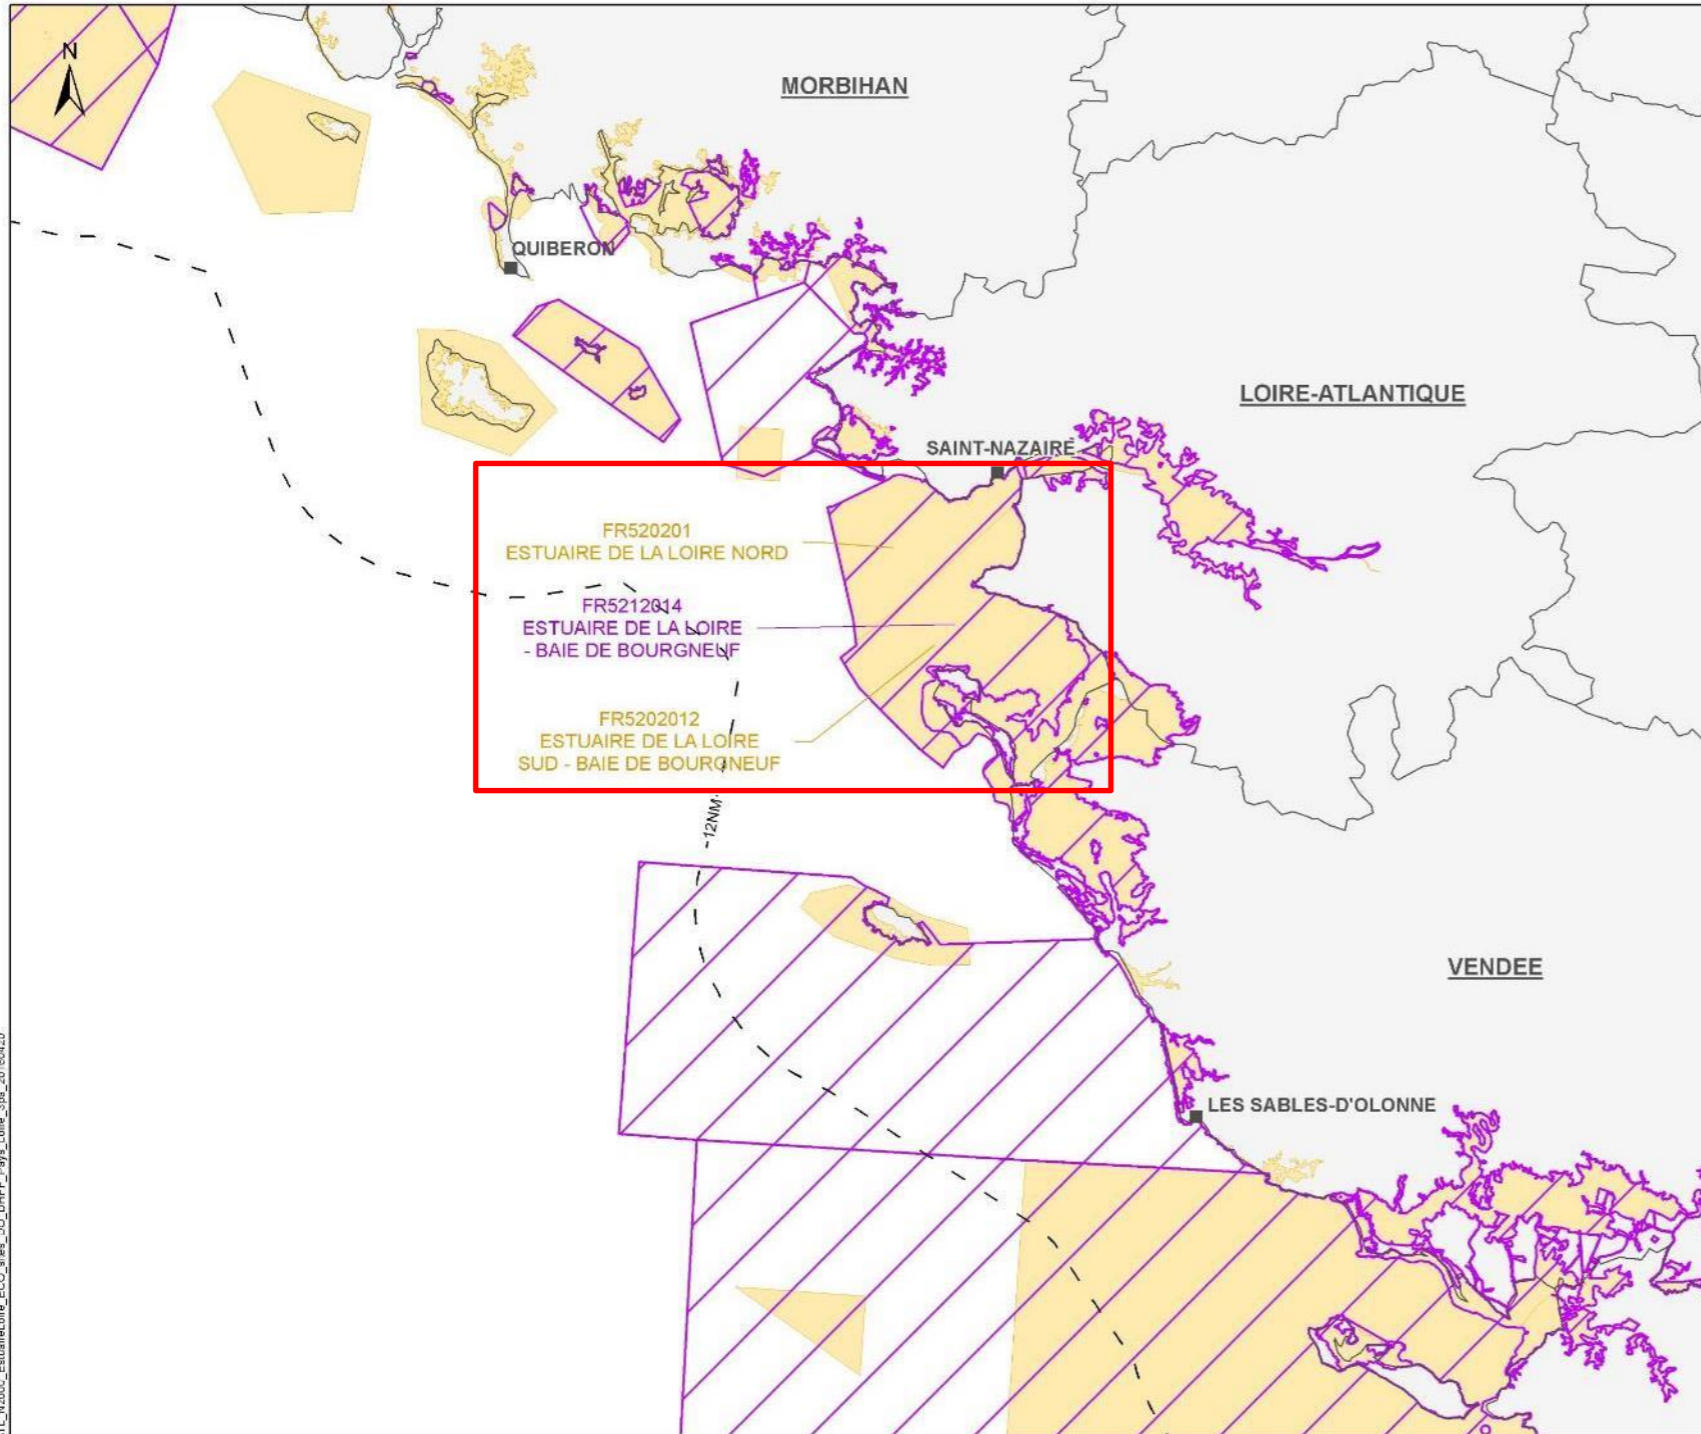 N
MORBIHAN
QUIBERON
LOIRE-ATLANTIQUE
SAINT-NAZAIRE
FR520201
ESTUAIRE DE LA LOIRE NORD
FR5212014
ESTUAIRE DE LA LOIRE
- BAIE DE BOURGNEUF
FR5202012
ESTUAIRE DE LA LOIRE
SUD - BAIE DE BOURGNEUF
12NM
VENDEE
LES SABLES-D'OLONNE